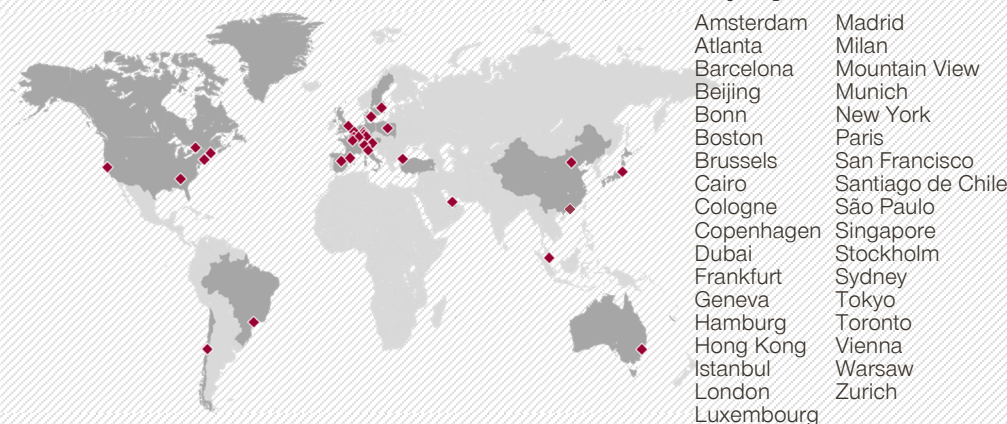 Amsterdam
Atlanta
Barcelona
Beijing
Bonn
Boston
Brussels
Cairo
Cologne
Copenhagen
Dubai
Frankfurt
Geneva
Hamburg
Hong Kong
Istanbul
London
Luxembourg
Madrid
Milan
Mountain View
Munich
New York
Paris
San Francisco
Santiago de Chile
São Paulo
Singapore
Stockholm
Sydney
Tokyo
Toronto
Vienna
Warsaw
Zurich